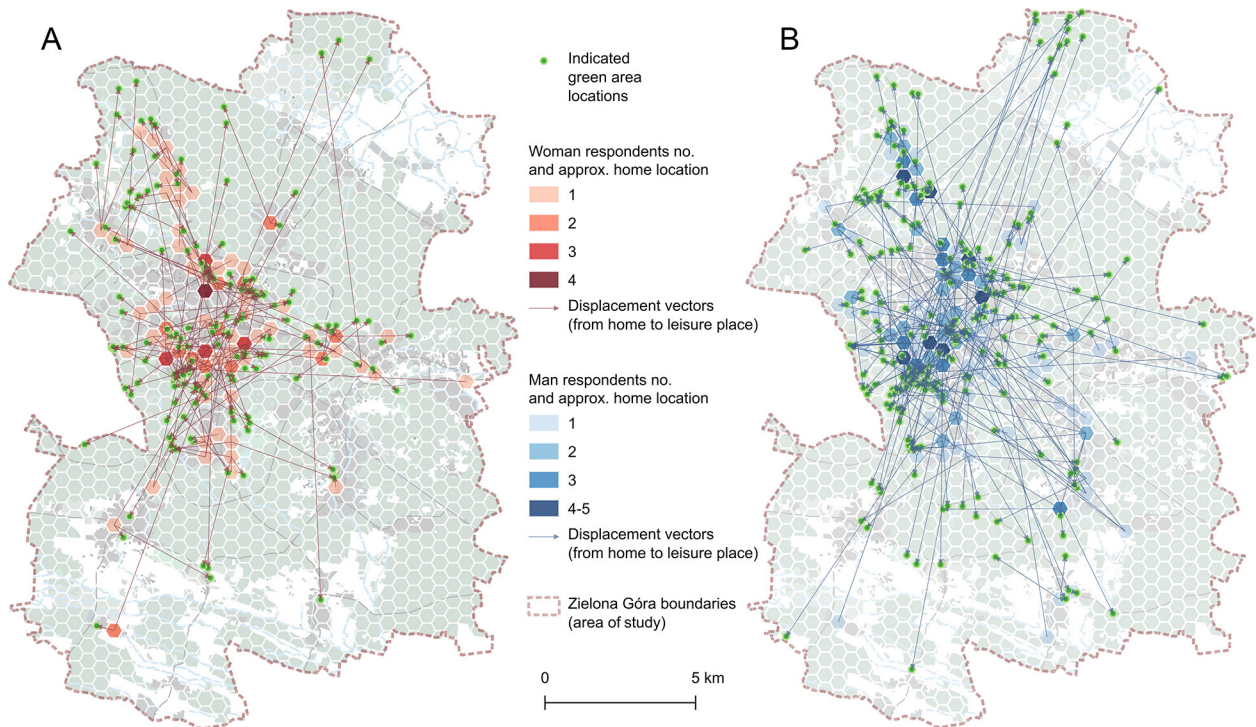 A
B
Indicated
green area
locations
Woman respondents no.
and approx. home location
1
2
3
4
Displacement vectors
(from home to leisure place)
Man respondents no.
and approx. home location
1
2
3
4-5
Displacement vectors
(from home to leisure place)
Zielona Góra boundaries
(area of study)
0 5 km